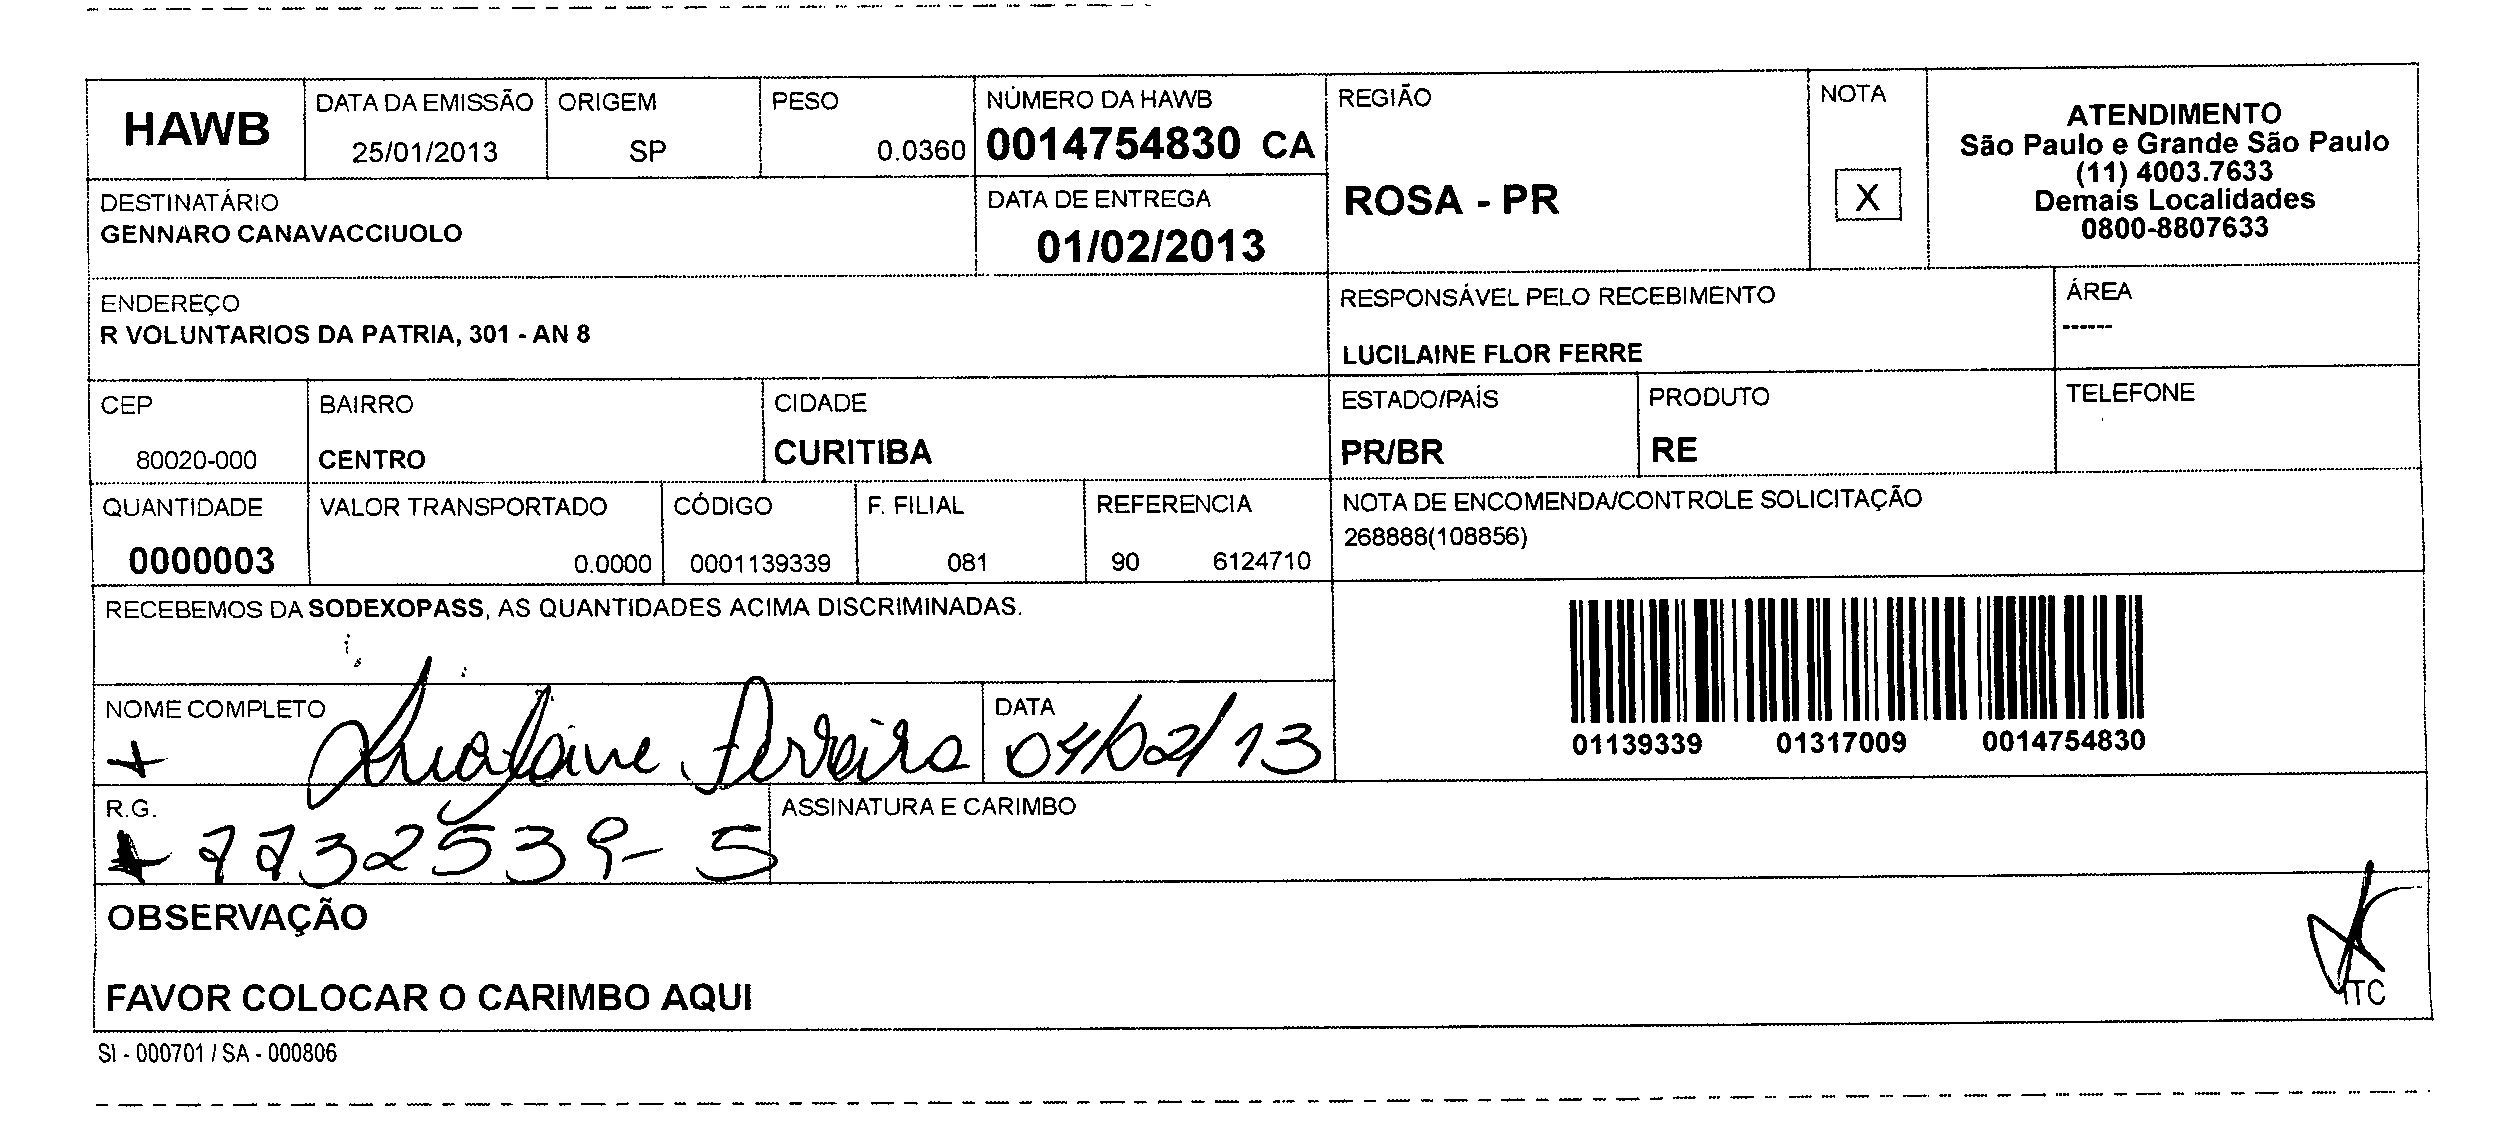 HAWB
DATA DA EMISSÃO
25/01/2013
ORIGEM
SP
PESO
0.0360
NÚMERO DA HAWB
0014754830 CA
REGIÃO
ROSA - PR
NOTA
X
ATENDIMENTO
São Paulo e Grande São Paulo
(11) 4003.7633
Demais Localidades
0800-8807633
DESTINATÁRIO
GENNARO CANAVACCIUOLO
DATA DE ENTREGA
01/02/2013
ENDEREÇO
R VOLUNTARIOS DA PATRIA, 301 - AN 8
RESPONSÁVEL PELO RECEBIMENTO
LUCILAINE FLOR FERRE
ÁREA
------
CEP
80020-000
BAIRRO
CENTRO
CIDADE
CURITIBA
ESTADO/PAÍS
PR/BR
PRODUTO
RE
TELEFONE
QUANTIDADE
0000003
VALOR TRANSPORTADO
0.0000
CÓDIGO
0001139339
F. FILIAL
081
REFERENCIA
90 6124710
NOTA DE ENCOMENDA/CONTROLE SOLICITAÇÃO
268888(108856)
RECEBEMOS DA SODEXOPASS, AS QUANTIDADES ACIMA DISCRIMINADAS.
01139339 01317009 0014754830
NOME COMPLETO
Lucilaine Ferreira
DATA
04/02/13
R.G.
7732539-5
ASSINATURA E CARIMBO
OBSERVAÇÃO
FAVOR COLOCAR O CARIMBO AQUI
ITC
SI - 000701 / SA - 000806